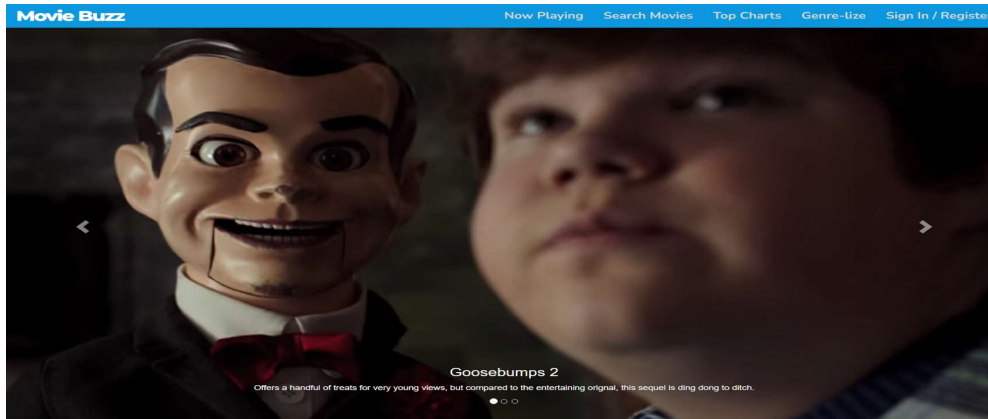 Movie Buzz
Now Playing Search Movies Top Charts Genre-lize Sign In / Registe
Goosebumps 2
Offers a handful of treats for very young views, but compared to the entertaining orignal, this sequel is ding dong to ditch.